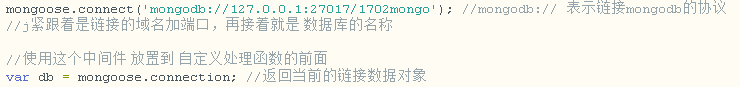 mongoose.connect('mongodb://127.0.0.1:27017/1702mongo'); //mongodb:// 表示链接mongodb的协议
//j紧跟着是链接的域名加端口，再接着就是 数据库的名称
//使用这个中间件 放置到 自定义处理函数的前面
var db = mongoose.connection; //返回当前的链接数据对象